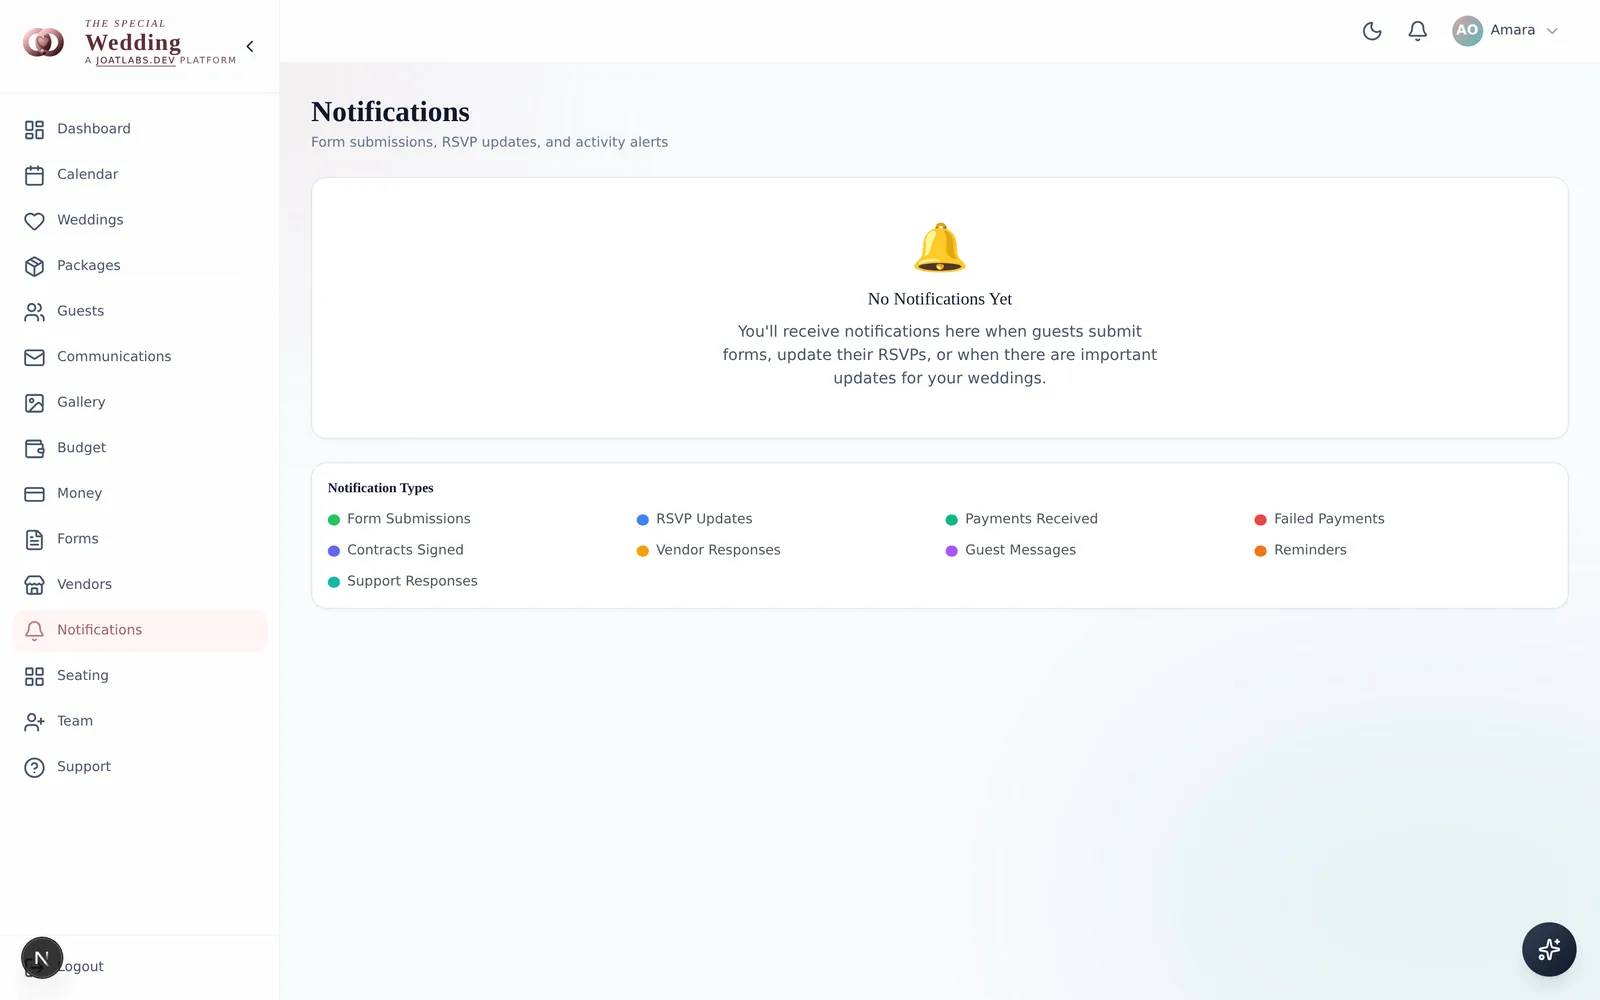 THE SPECIAL
Wedding
A JOATLABS.DEV PLATFORM
AO
Amara
Dashboard
Calendar
Weddings
Packages
Guests
Communications
Gallery
Budget
Money
Forms
Vendors
Notifications
Seating
Team
Support
N
Logout
Notifications
Form submissions, RSVP updates, and activity alerts
No Notifications Yet
You'll receive notifications here when guests submit
forms, update their RSVPs, or when there are important
updates for your weddings.
Notification Types
Form Submissions
RSVP Updates
Payments Received
Failed Payments
Contracts Signed
Vendor Responses
Guest Messages
Reminders
Support Responses